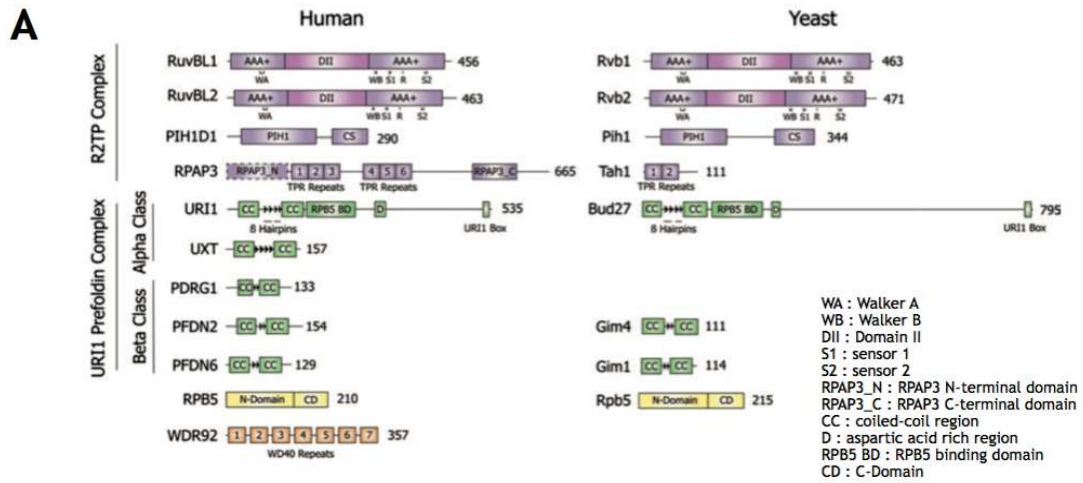 A
Human
Yeast
R2TP Complex
RuvBL1 AAA+ DII AAA+ 456
WA WB S1 R S2
RuvBL2 AAA+ DII AAA+ 463
WA WB S1 R S2
PIH1D1 PIH1 CS 290
RPAP3 RPAP3_N 1 2 3 4 5 6 RPAP3_C 665
TPR Repeats TPR Repeats
Rvb1 AAA+ DII AAA+ 463
WA WB S1 R S2
Rvb2 AAA+ DII AAA+ 471
WA WB S1 R S2
Pih1 PIH1 CS 344
Tah1 1 2 111
TPR Repeats
URI1 Prefoldin Complex
Alpha Class
URI1 CC CC RPB5 BD D 535
ß Hairpins URI1 Box
UXT CC CC 157
Bud27 CC CC RPB5 BD D 795
ß Hairpins URI1 Box
Beta Class
PDRG1 CC CC 133
PFDN2 CC CC 154
PFDN6 CC CC 129
Gim4 CC CC 111
Gim1 CC CC 114
RPB5 N-Domain CD 210
Rpb5 N-Domain CD 215
WDR92 1 2 3 4 5 6 7 357
WD40 Repeats
WA : Walker A
WB : Walker B
DII : Domain II
S1 : sensor 1
S2 : sensor 2
RPAP3_N : RPAP3 N-terminal domain
RPAP3_C : RPAP3 C-terminal domain
CC : coiled-coil region
D : aspartic acid rich region
RPB5 BD : RPB5 binding domain
CD : C-Domain